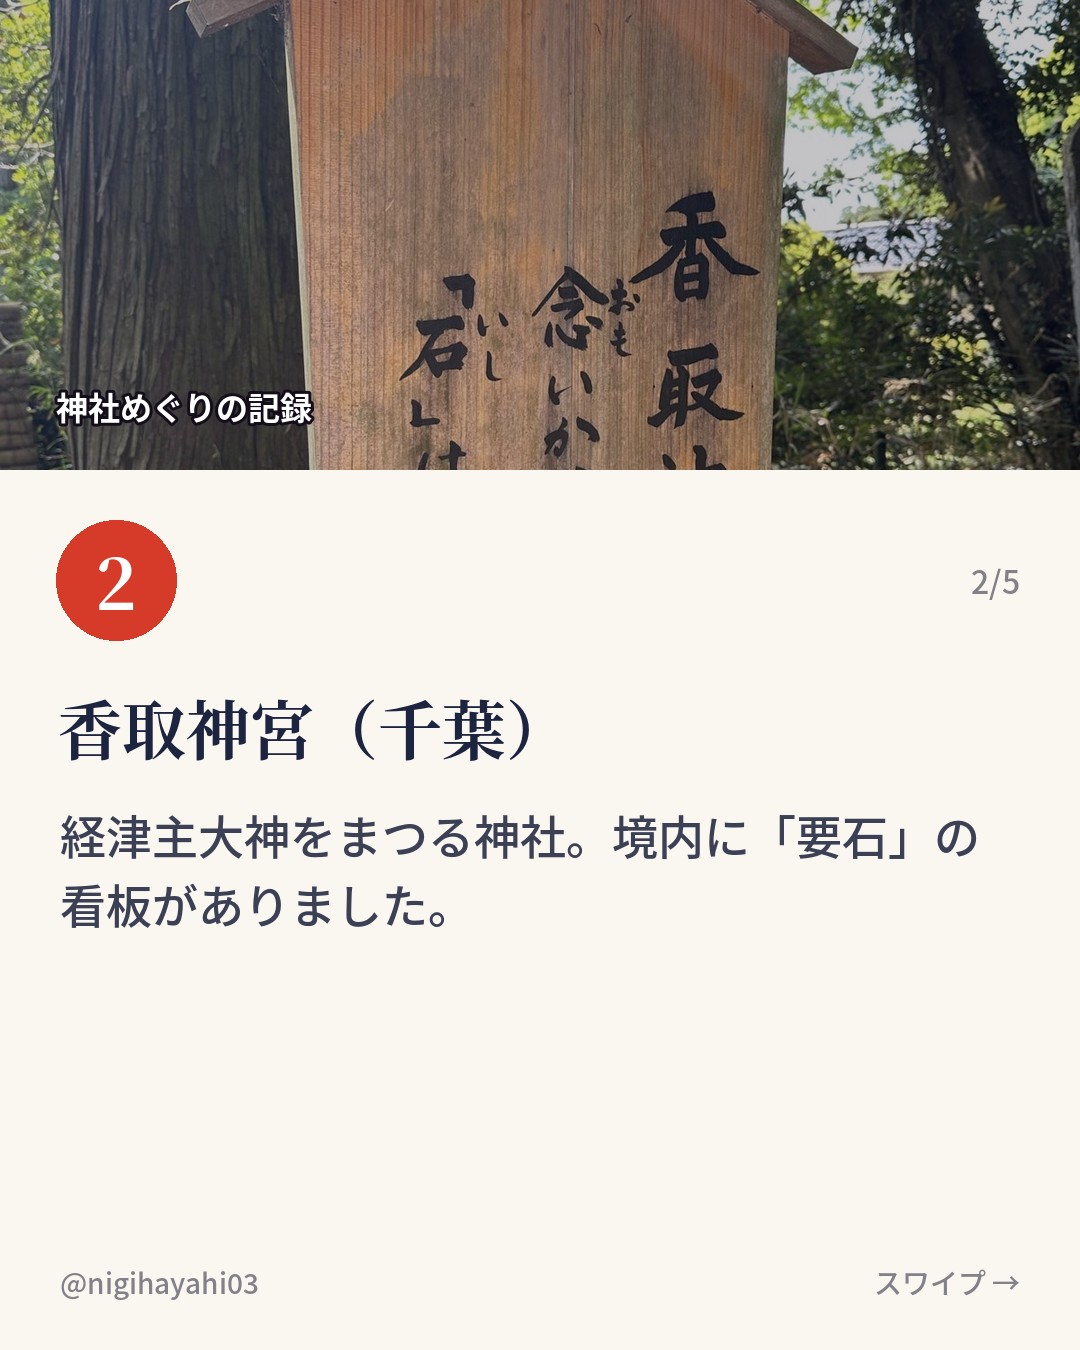 香取
おも
念いか
いし
「石」は
神社めぐりの記録
2
2/5
香取神宮（千葉）
経津主大神をまつる神社。境内に「要石」の
看板がありました。
@nigihayahi03
スワイプ →